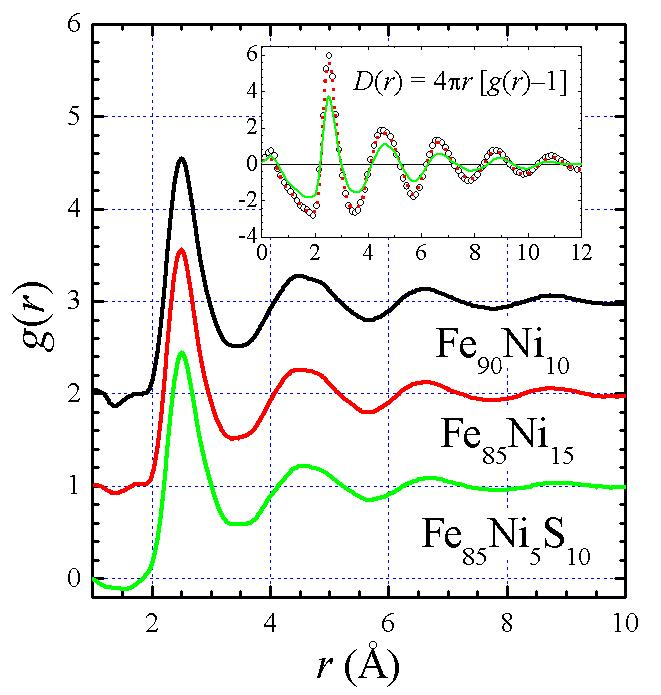 6
5
4
3
2
1
0
g(r)
2 4 6 8 10
r (Å)
6
4
2
0
-2
-4
0 2 4 6 8 10 12
D(r) = 4πr [g(r)–1]
Fe₉₀Ni₁₀
Fe₈₅Ni₁₅
Fe₈₅Ni₅S₁₀